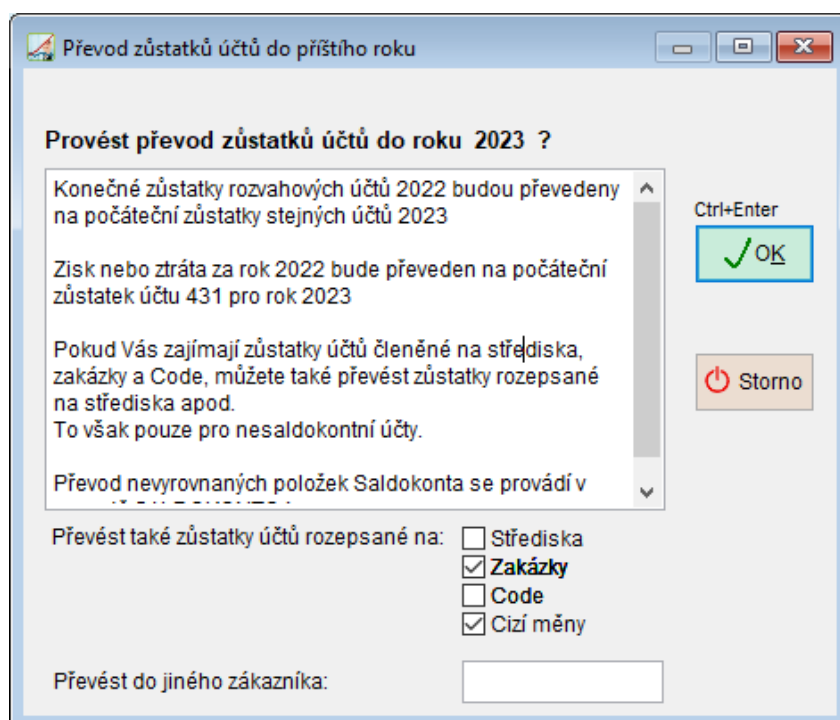 Převod zůstatků účtů do příštího roku
Provést převod zůstatků účtů do roku 2023 ?
Konečné zůstatky rozvahových účtů 2022 budou převedeny
na počáteční zůstatky stejných účtů 2023
Zisk nebo ztráta za rok 2022 bude převeden na počáteční
zůstatek účtu 431 pro rok 2023
Pokud Vás zajímají zůstatky účtů členěné na střediska,
zakázky a Code, můžete také převést zůstatky rozepsané
na střediska apod.
To však pouze pro nesaldokontní účty.
Převod nevyrovnaných položek Saldokonta se provádí v
Ctrl+Enter
OK
Storno
Převést také zůstatky účtů rozepsané na:
Střediska
Zakázky
Code
Cizí měny
Převést do jiného zákazníka: